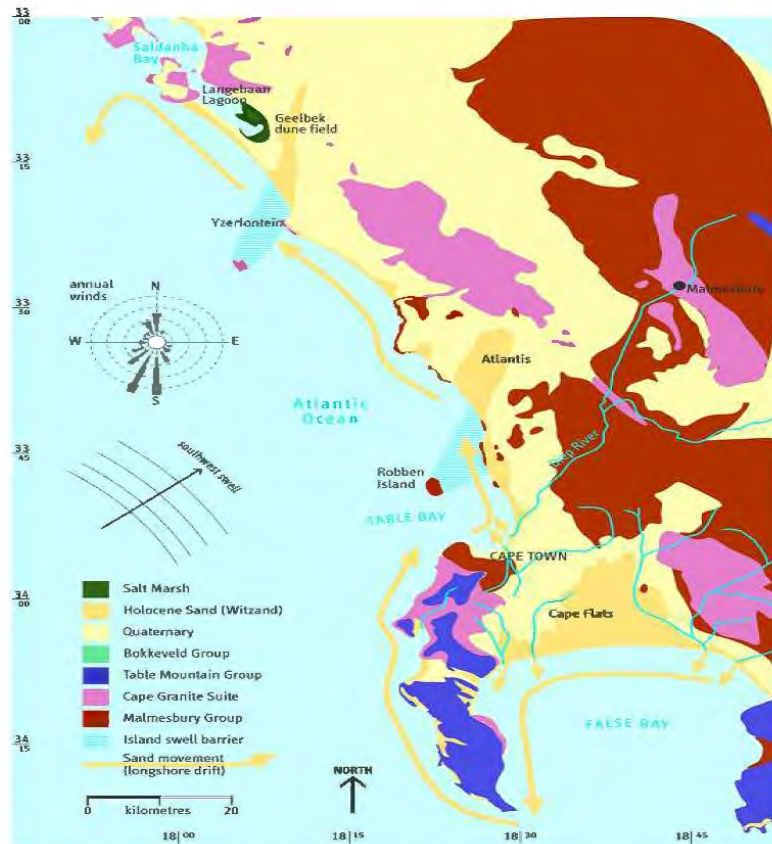 33
00
Saldanha
Bay
Langebaan
Lagoon
Geelbek
dune field
33
15
Yzerfontein
annual
winds
N
W
E
S
33
30
Malmesbury
Atlantis
Atlantic
Ocean
33
45
southwest swell
Robben
Island
Diep River
TABLE BAY
CAPE TOWN
34
00
Cape Flats
Salt Marsh
Holocene Sand (Witzand)
Quaternary
Bokkeveld Group
Table Mountain Group
Cape Granite Suite
Malmesbury Group
Island swell barrier
Sand movement
(longshore drift)
FALSE BAY
34
15
NORTH
0 kilometres 20
18 00
18 15
18 30
18 45